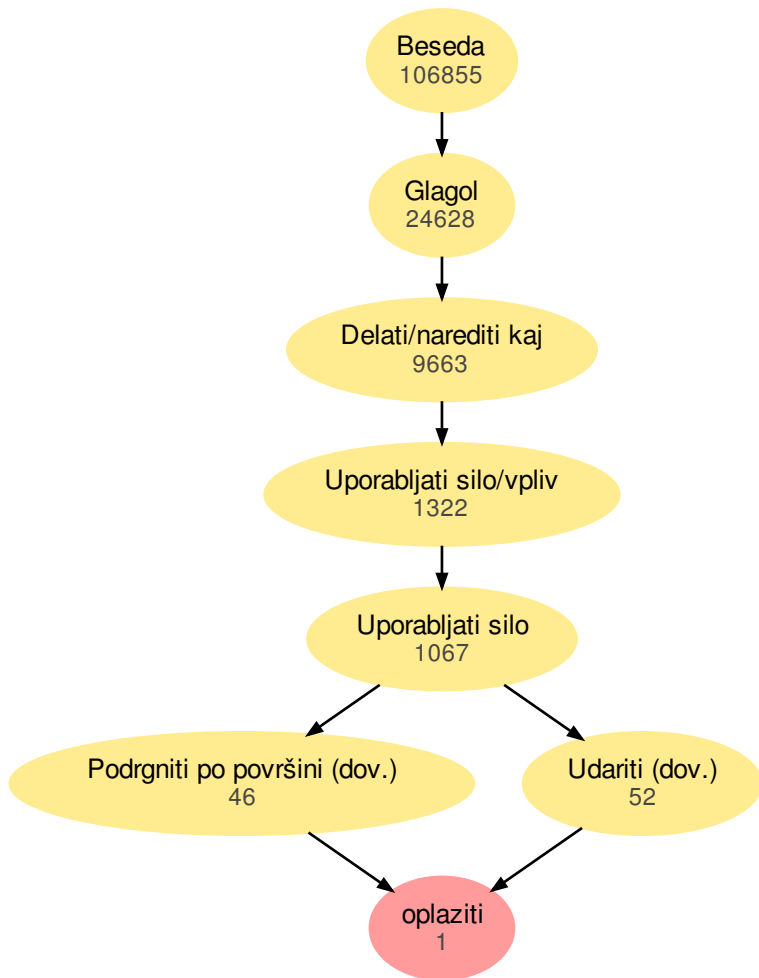 Beseda
106855
Glagol
24628
Delati/narediti kaj
9663
Uporabljati silo/vpliv
1322
Uporabljati silo
1067
Podrgniti po površini (dov.)
46
Udariti (dov.)
52
oplaziti
1